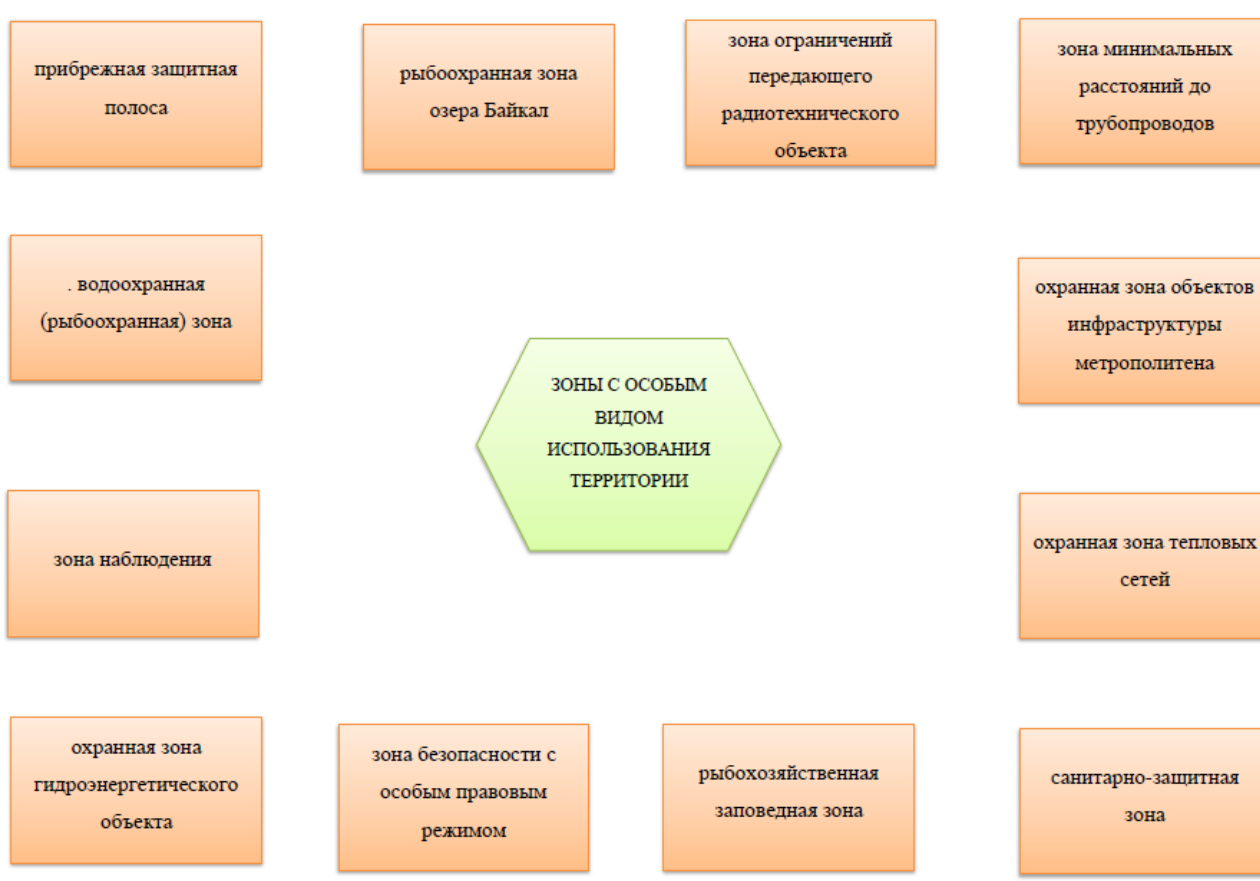 прибрежная защитная
полоса
рыбоохранная зона
озера Байкал
зона ограничений
передающего
радиотехнического
объекта
зона минимальных
расстояний до
трубопроводов
. водоохранная
(рыбоохранная) зона
охранная зона объектов
инфраструктуры
метрополитена
ЗОНЫ С ОСОБЫМ
ВИДОМ
ИСПОЛЬЗОВАНИЯ
ТЕРРИТОРИИ
зона наблюдения
охранная зона тепловых
сетей
охранная зона
гидроэнергетического
объекта
зона безопасности с
особым правовым
режимом
рыбохозяйственная
заповедная зона
санитарно-защитная
зона